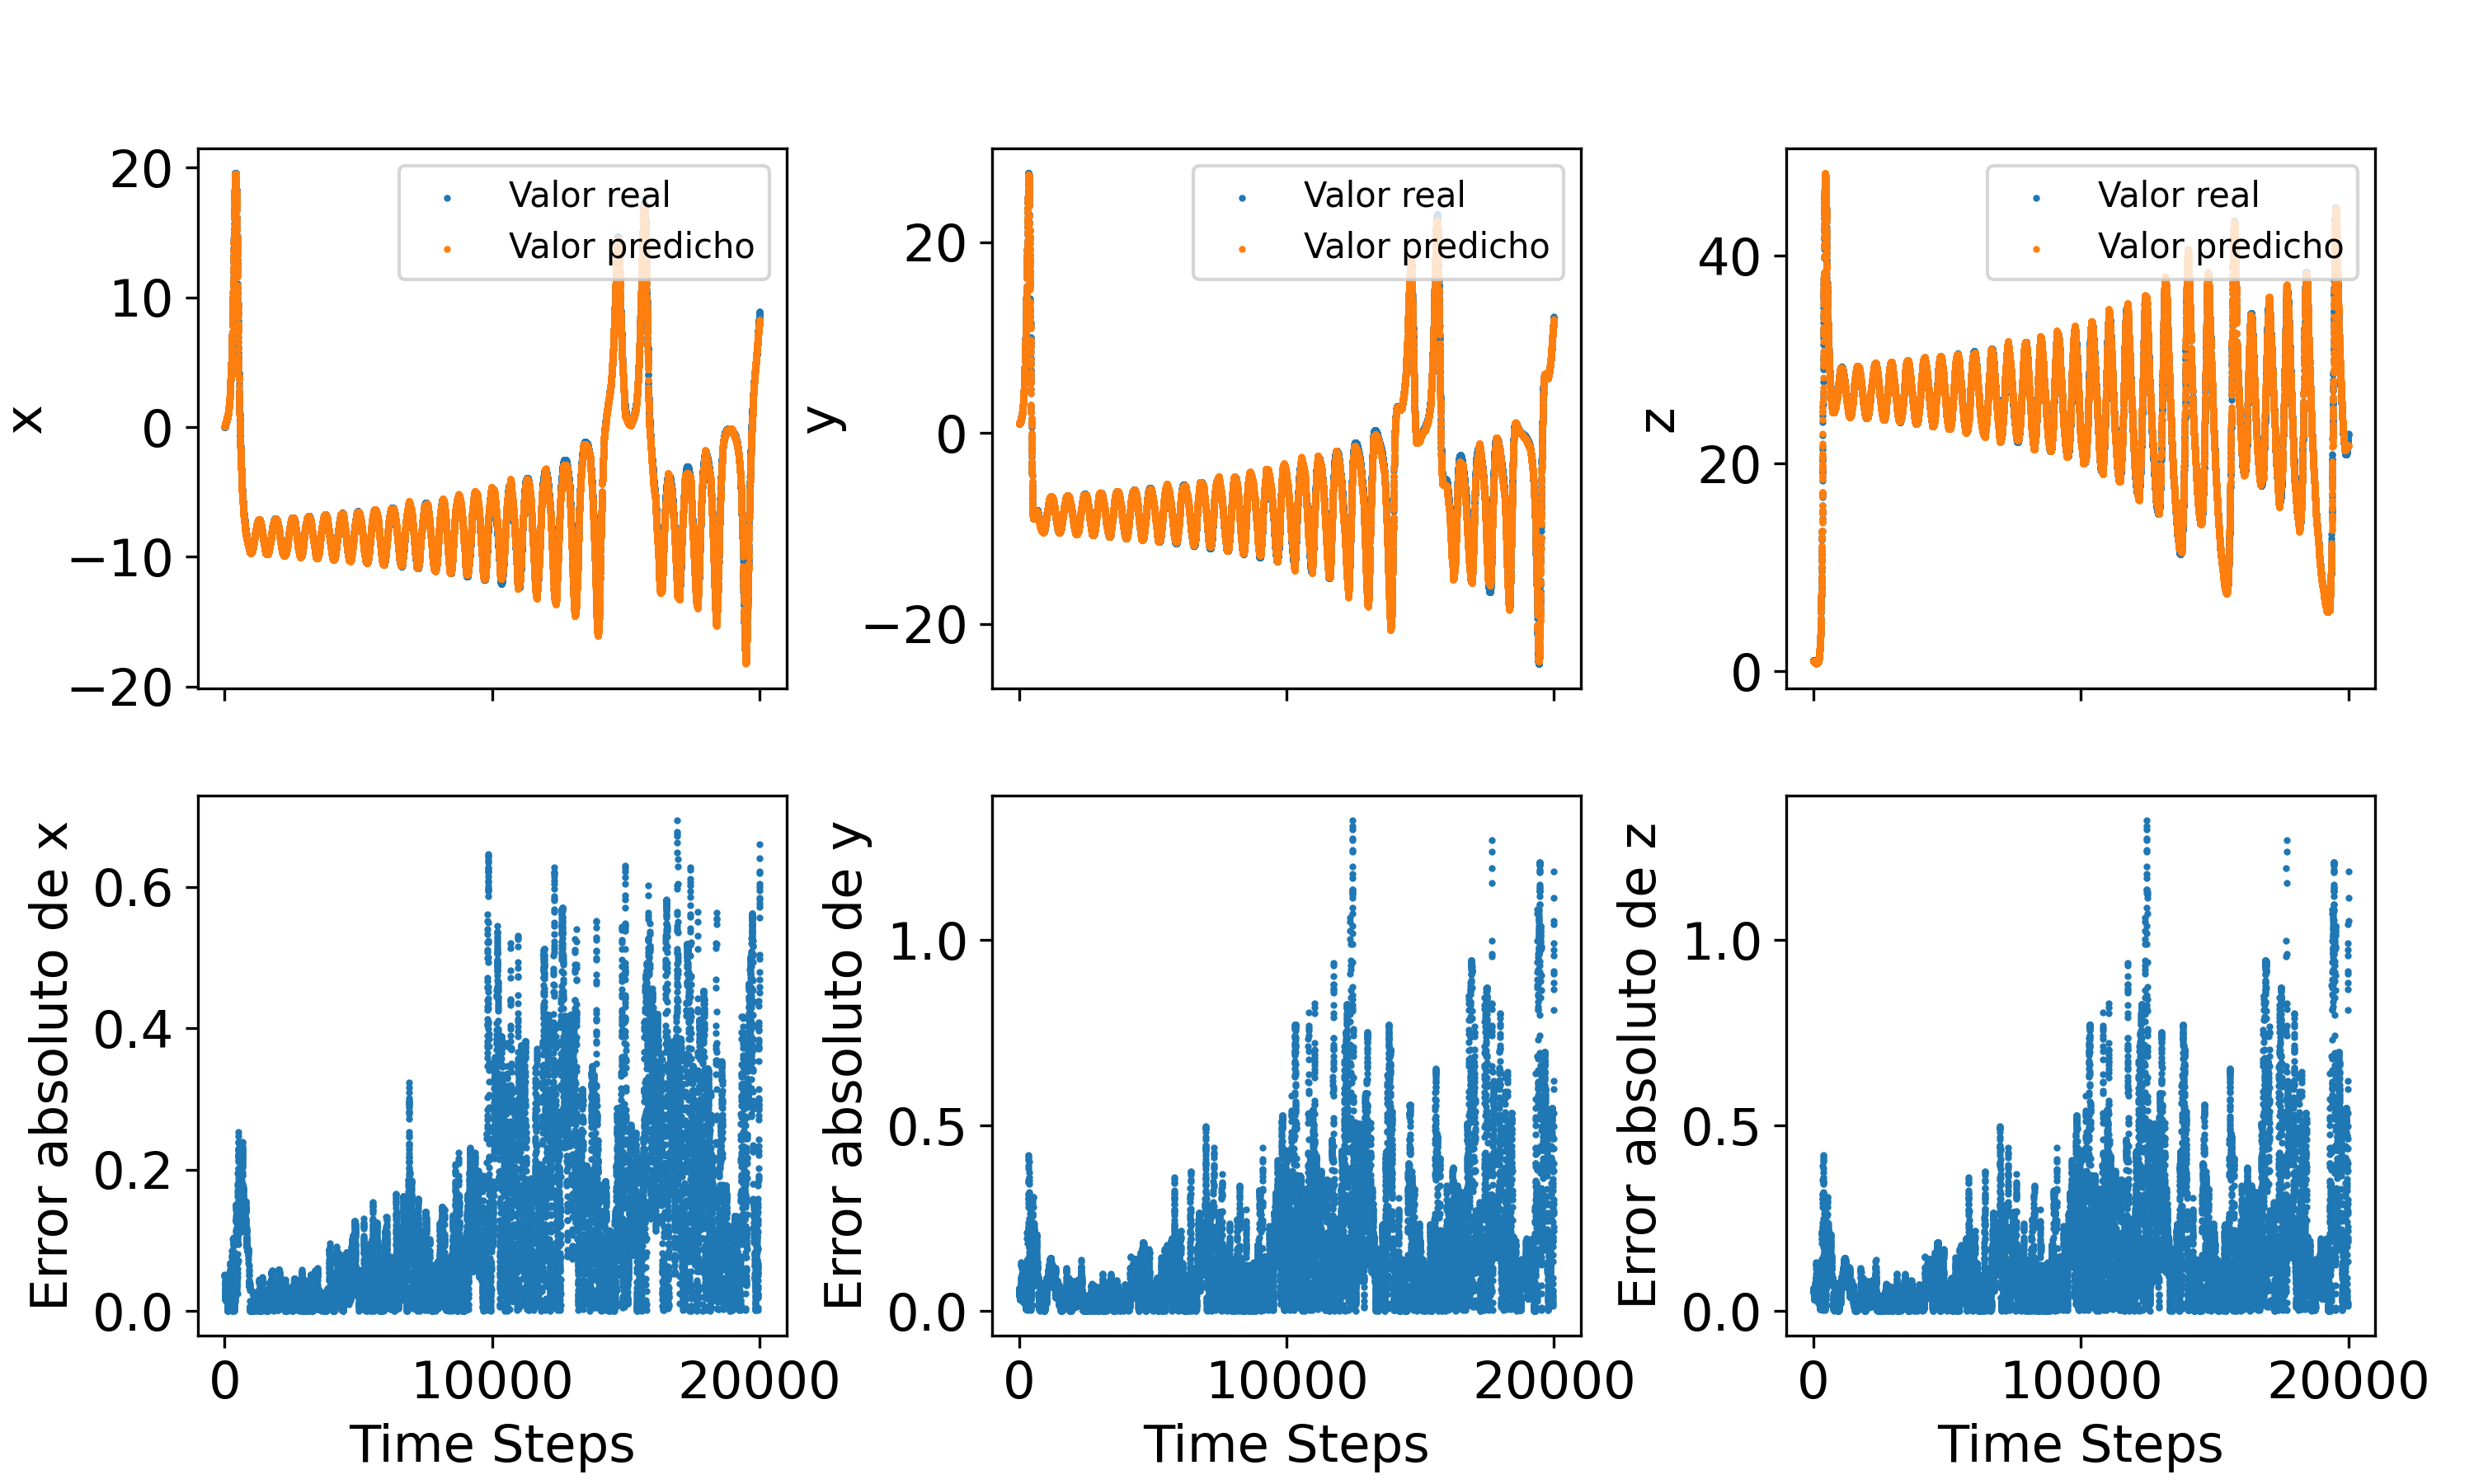 20
10
0
−10
−20
x
Valor real
Valor predicho
20
0
−20
y
Valor real
Valor predicho
40
20
0
z
Valor real
Valor predicho
0.6
0.4
0.2
0.0
Error absoluto de x
0
10000
20000
Time Steps
1.0
0.5
0.0
Error absoluto de y
0
10000
20000
Time Steps
1.0
0.5
0.0
Error absoluto de z
0
10000
20000
Time Steps